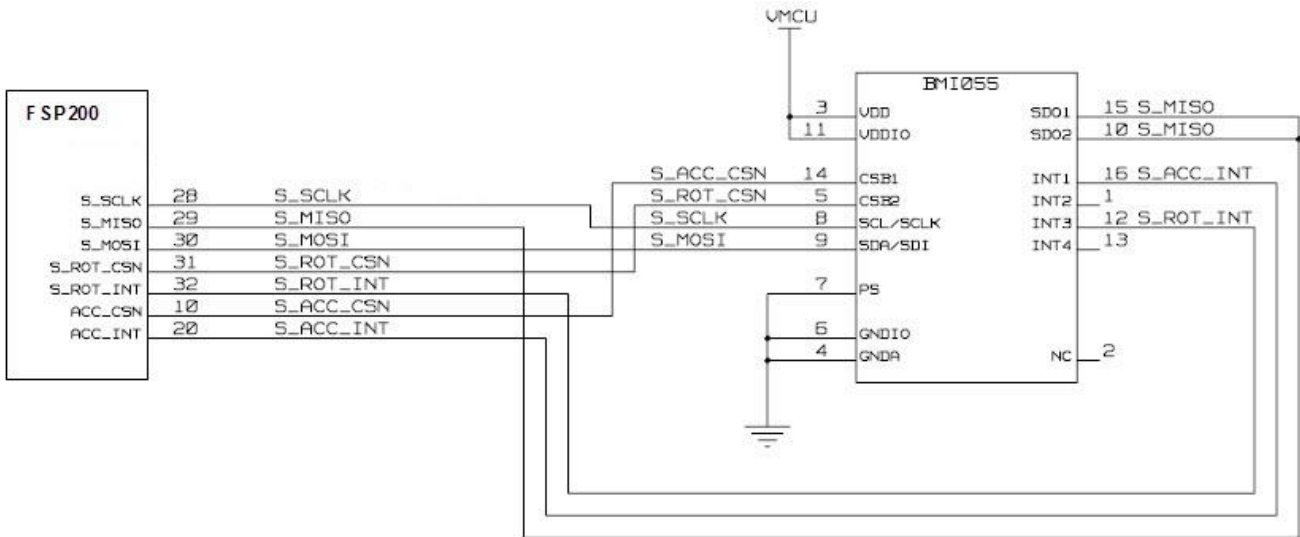 VMCU
FSP200
S_SCLK 28 S_SCLK
S_MISO 29 S_MISO
S_MOSI 30 S_MOSI
S_ROT_CSN 31 S_ROT_CSN
S_ROT_INT 32 S_ROT_INT
ACC_CSN 10 S_ACC_CSN
ACC_INT 20 S_ACC_INT
BMI055
3 VDD
11 VDDIO
S_ACC_CSN 14 CSB1
S_ROT_CSN 5 CSB2
S_SCLK 8 SCL/SCLK
S_MOSI 9 SDA/SDI
7 PS
6 GNDIO
4 GNDA
SDO1 15 S_MISO
SDO2 10 S_MISO
INT1 16 S_ACC_INT
INT2 1
INT3 12 S_ROT_INT
INT4 13
NC 2